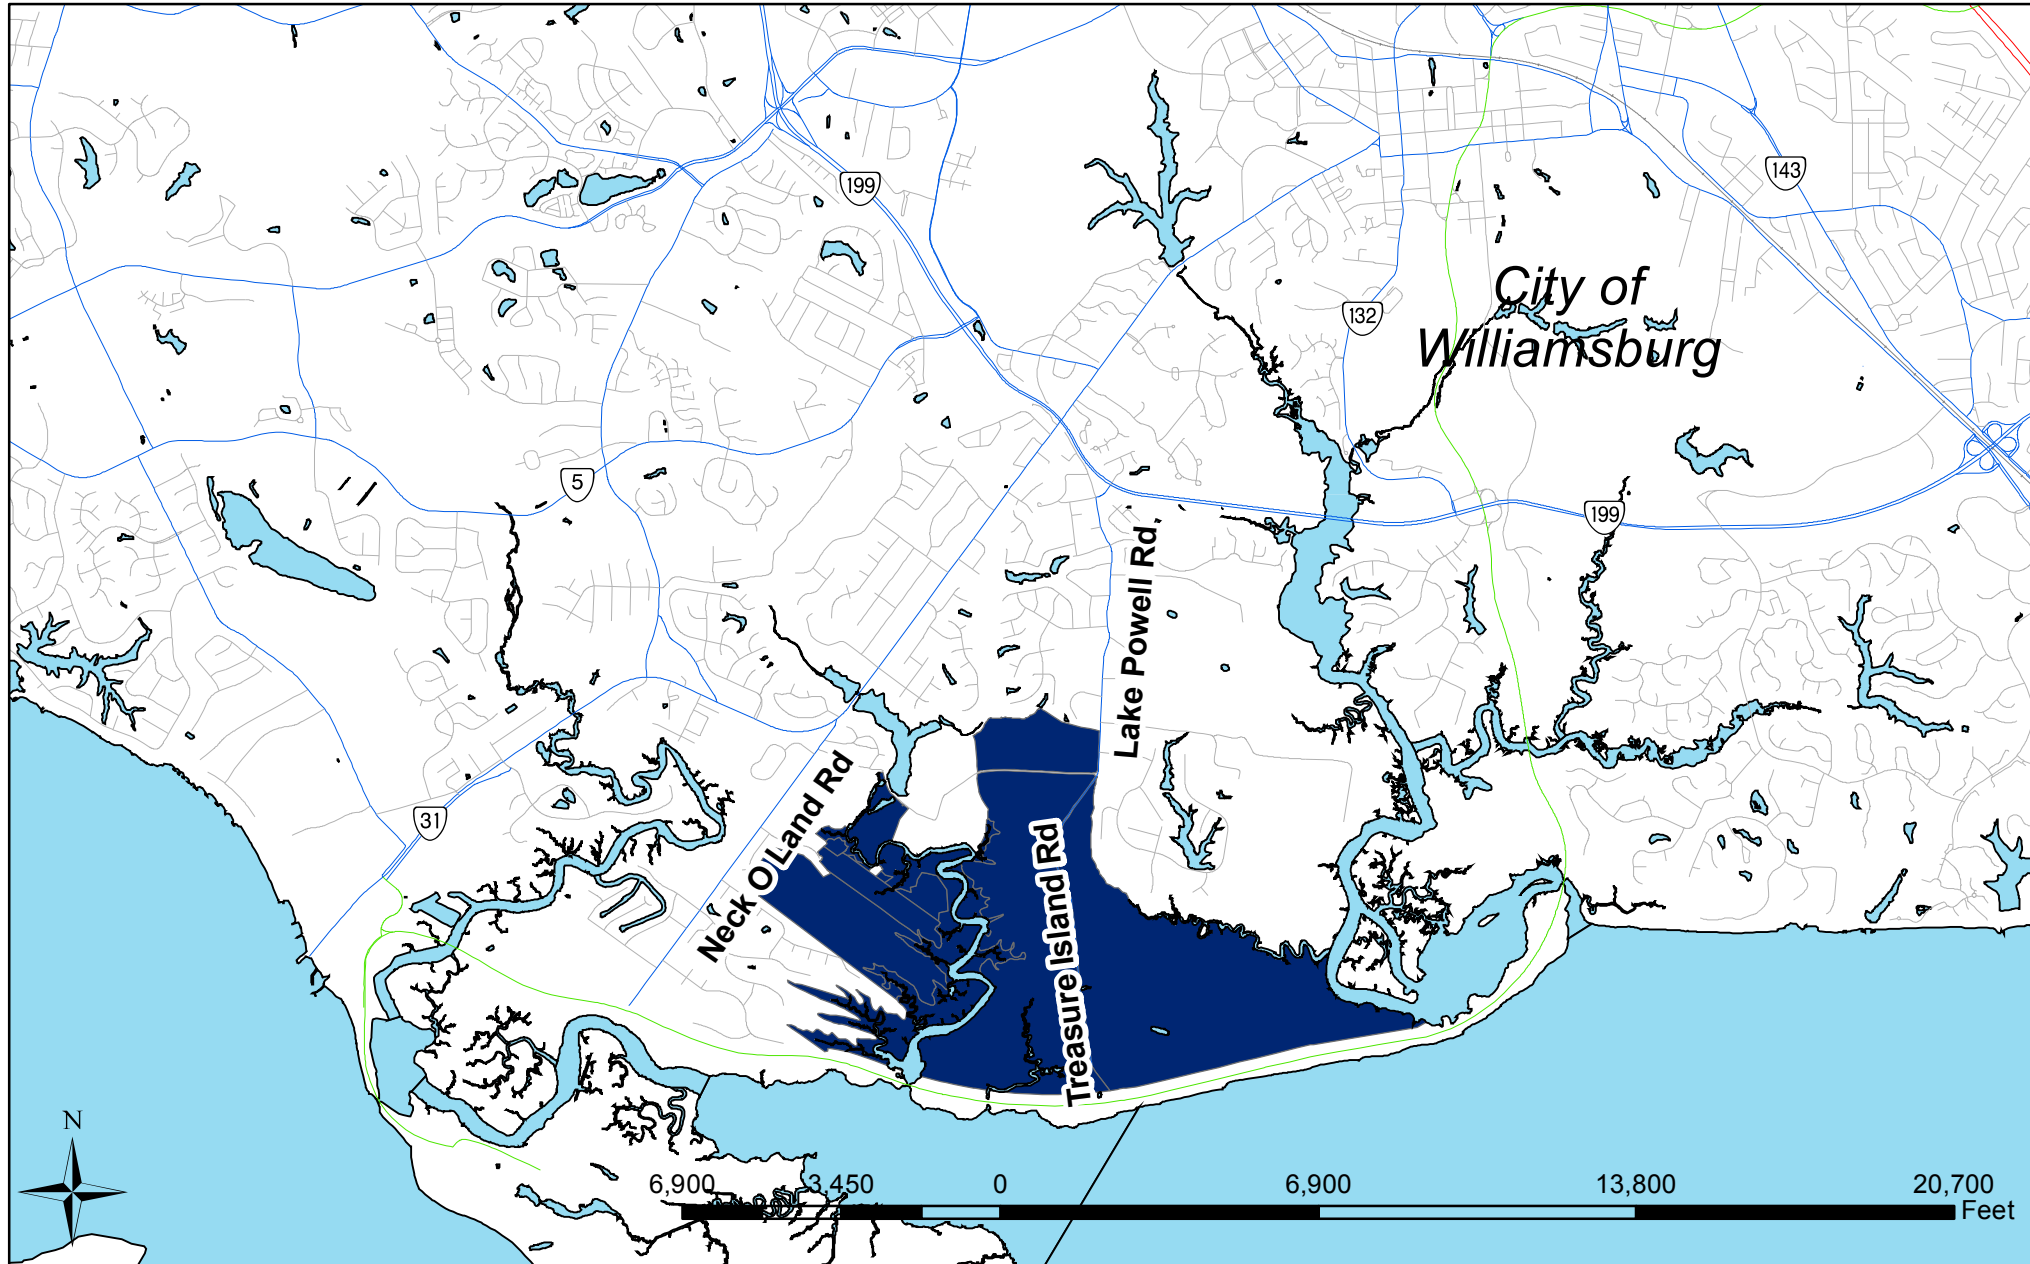 143
199
City of
Williamsburg
132
5
199
Lake Powell Rd
31
Neck O Land Rd
Treasure Island Rd
N
6,900 3,450 0 6,900 13,800 20,700
Feet